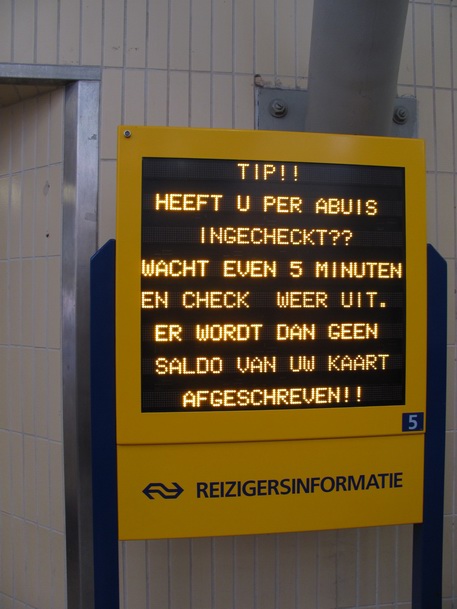 TIP!!
HEEFT U PER ABUIS
INGECHECKT??
WACHT EVEN 5 MINUTEN
EN CHECK WEER UIT.
ER WORDT DAN GEEN
SALDO VAN UW KAART
AFGESCHREVEN!!
5
REIZIGERSINFORMATIE